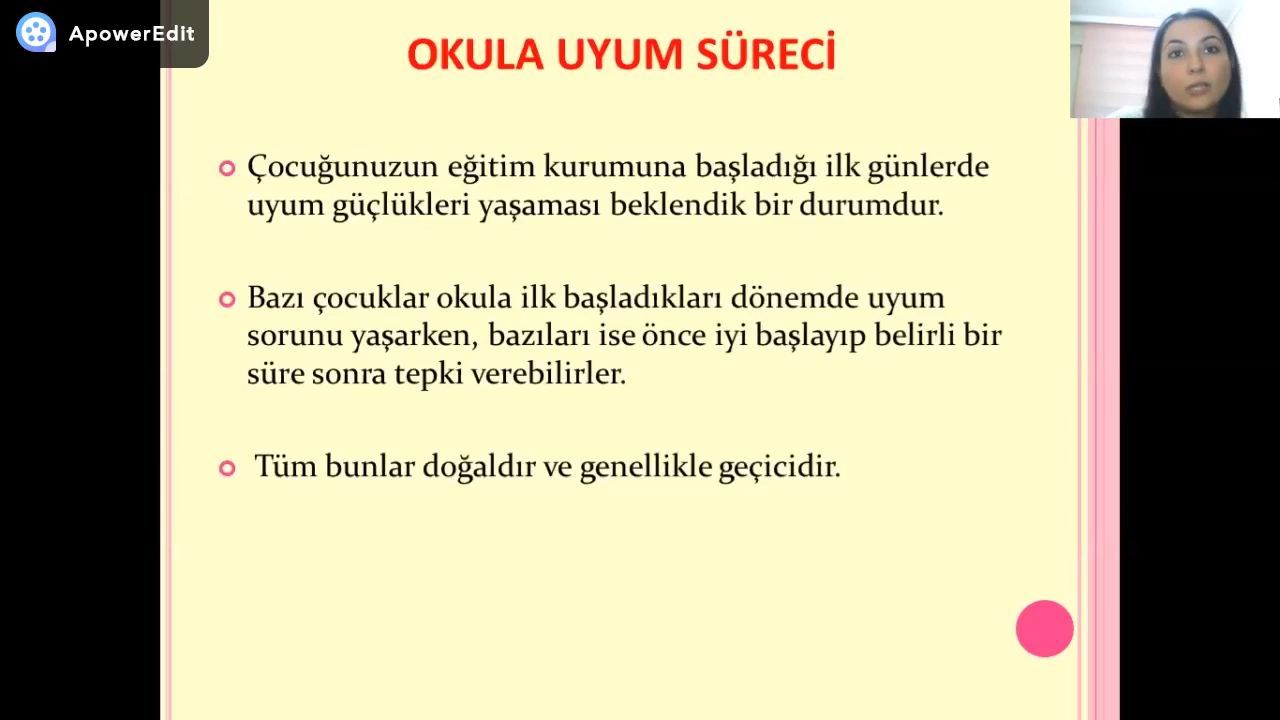 ApowerEdit
OKULA UYUM SÜRECİ
Çocuğunuzun eğitim kurumuna başladığı ilk günlerde
uyum güçlükleri yaşaması beklendik bir durumdur.
Bazı çocuklar okula ilk başladıkları dönemde uyum
sorunu yaşarken, bazıları ise önce iyi başlayıp belirli bir
süre sonra tepki verebilirler.
Tüm bunlar doğaldır ve genellikle geçicidir.